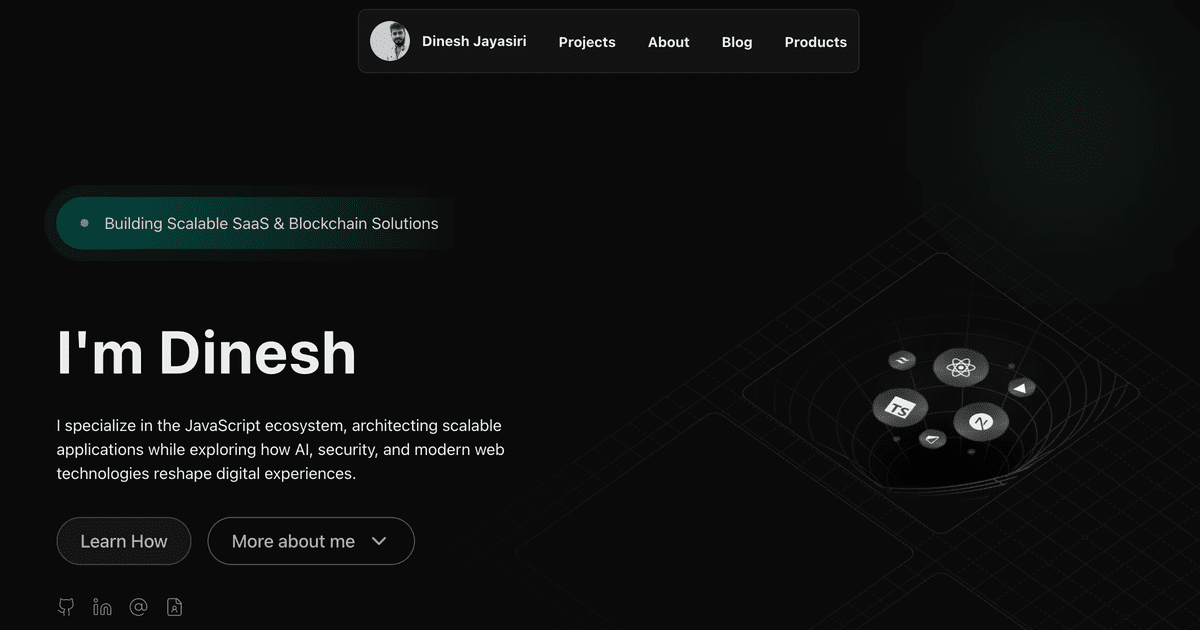 Dinesh Jayasiri Projects About Blog Products
Building Scalable SaaS & Blockchain Solutions
I'm Dinesh
I specialize in the JavaScript ecosystem, architecting scalable
applications while exploring how AI, security, and modern web
technologies reshape digital experiences.
TS
N
Learn How More about me
in @